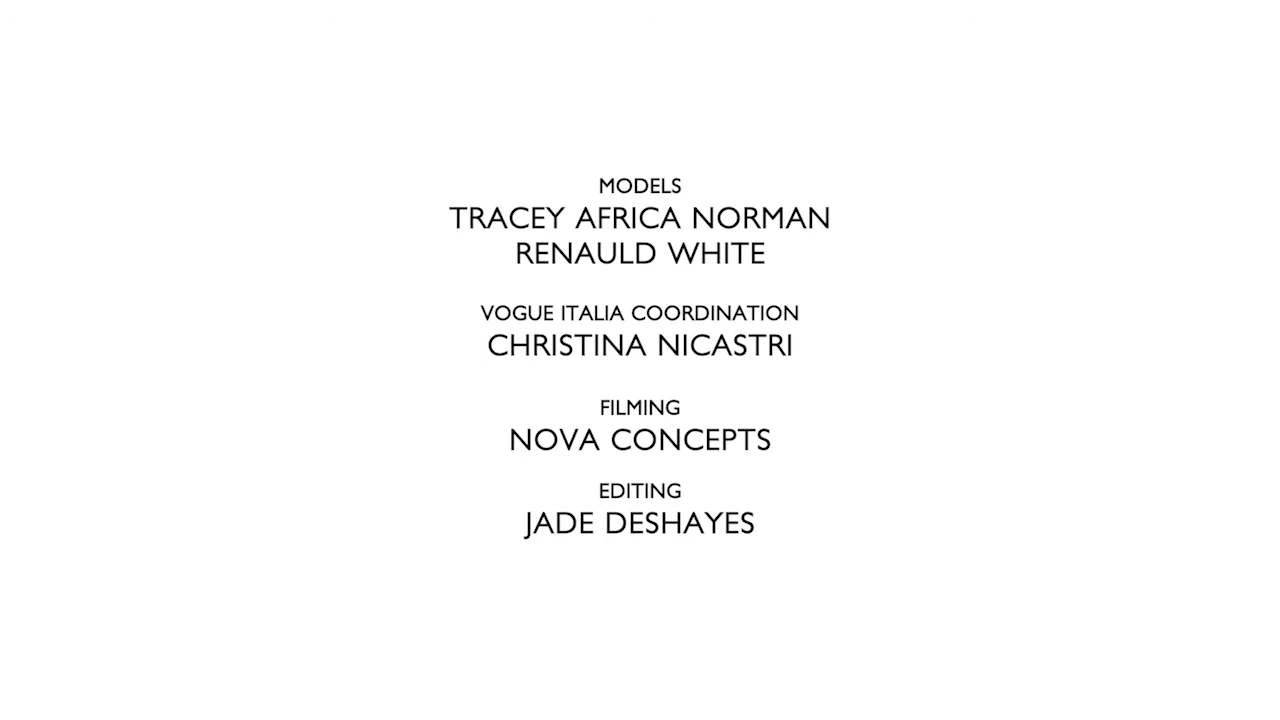 MODELS
TRACEY AFRICA NORMAN
RENAULD WHITE
VOGUE ITALIA COORDINATION
CHRISTINA NICASTRI
FILMING
NOVA CONCEPTS
EDITING
JADE DESHAYES